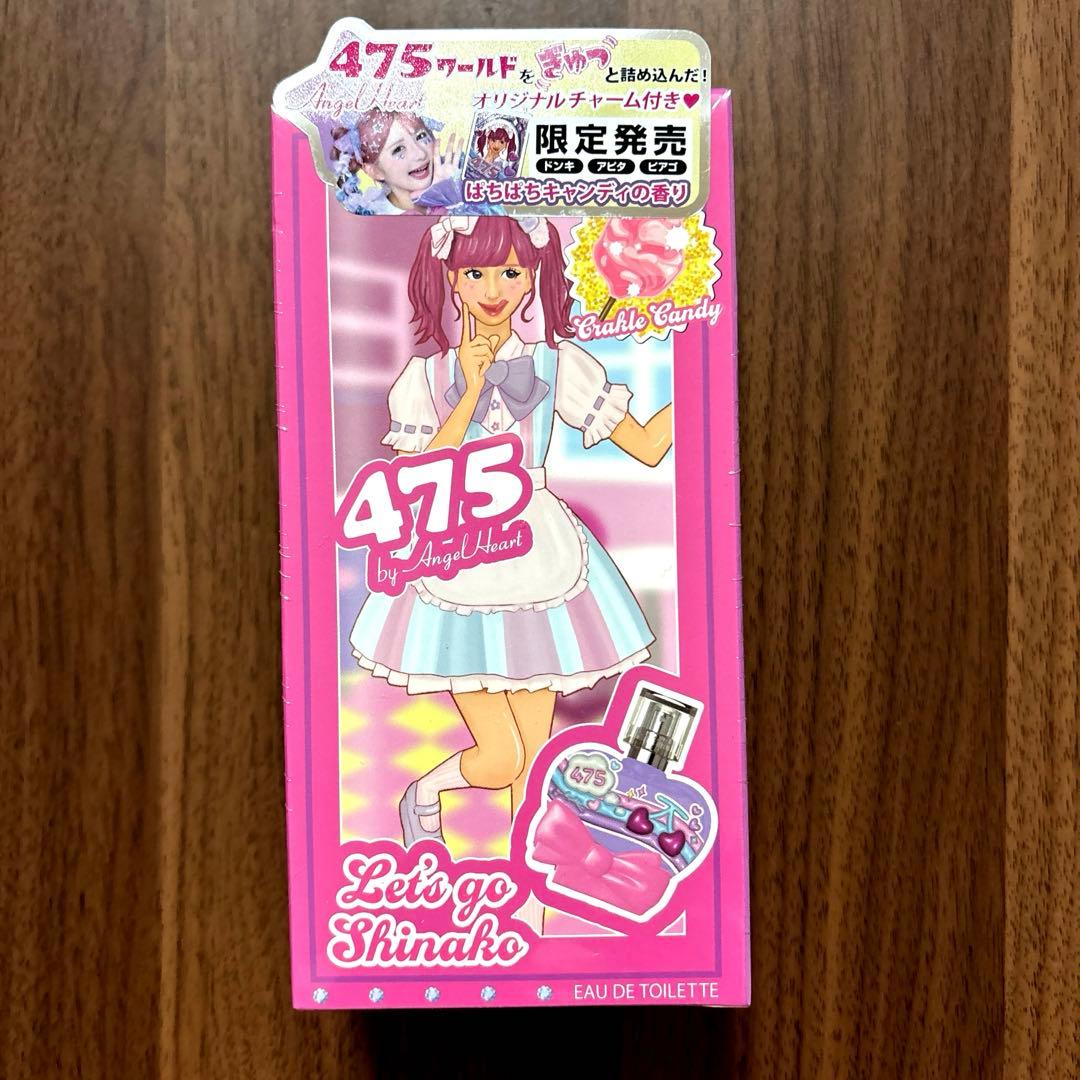 475ワールドをぎゅっと詰め込んだ!
Angel Heart
オリジナルチャーム付き♥
限定発売
ドンキ アピタ ピアゴ
ぱちぱちキャンディの香り
Crakle Candy
475
by Angel Heart
475
Let's go
Shinako
EAU DE TOILETTE